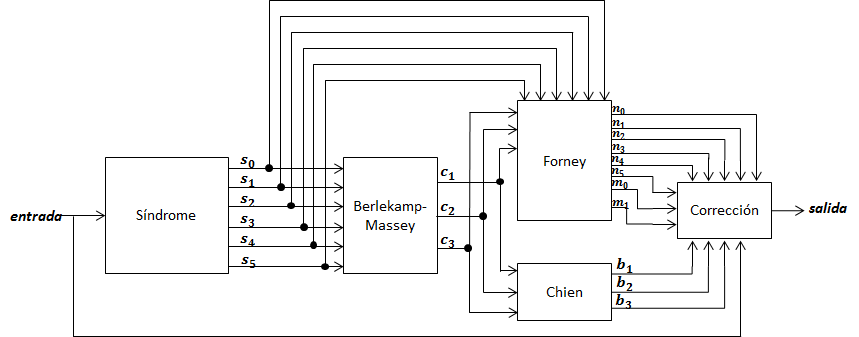 entrada
Síndrome
s0
s1
s2
s3
s4
s5
Berlekamp-
Massey
c1
c2
c3
Forney
n0
n1
n2
n3
n4
n5
m0
m1
Chien
b1
b2
b3
Corrección
salida